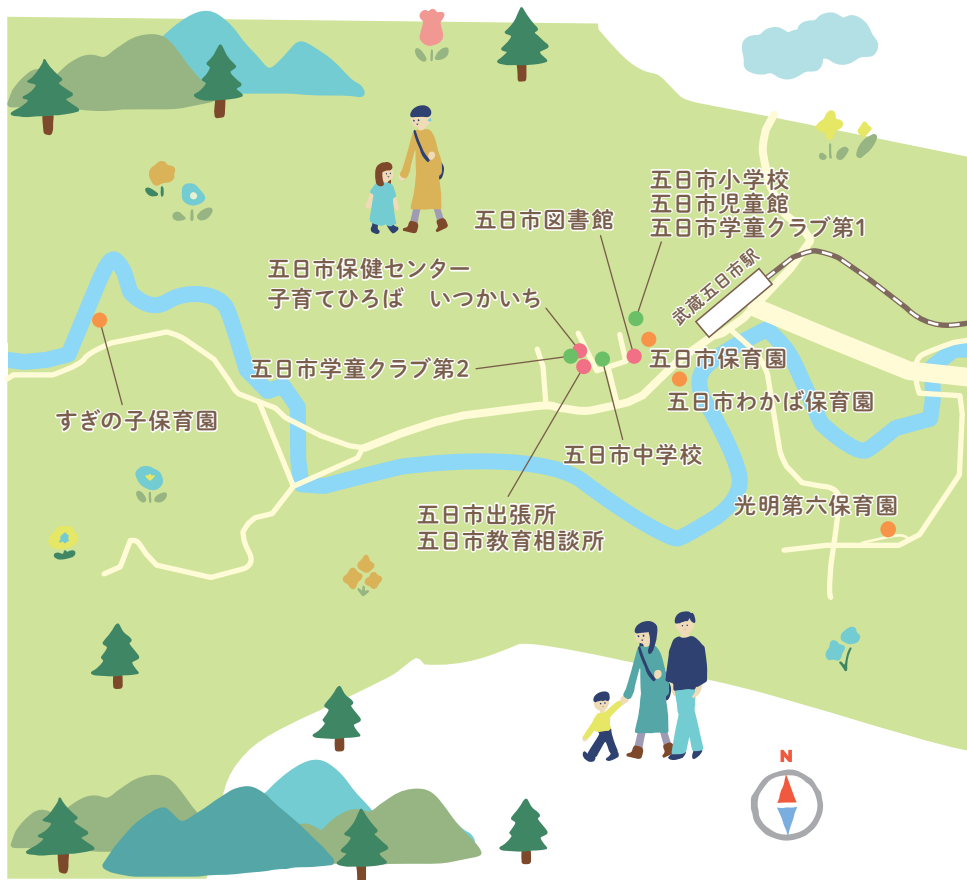 五日市小学校
五日市児童館
五日市学童クラブ第1
五日市図書館
武蔵五日市駅
五日市保健センター
子育てひろば　いつかいち
五日市学童クラブ第2
五日市保育園
五日市わかば保育園
すぎの子保育園
五日市中学校
光明第六保育園
五日市出張所
五日市教育相談所
N